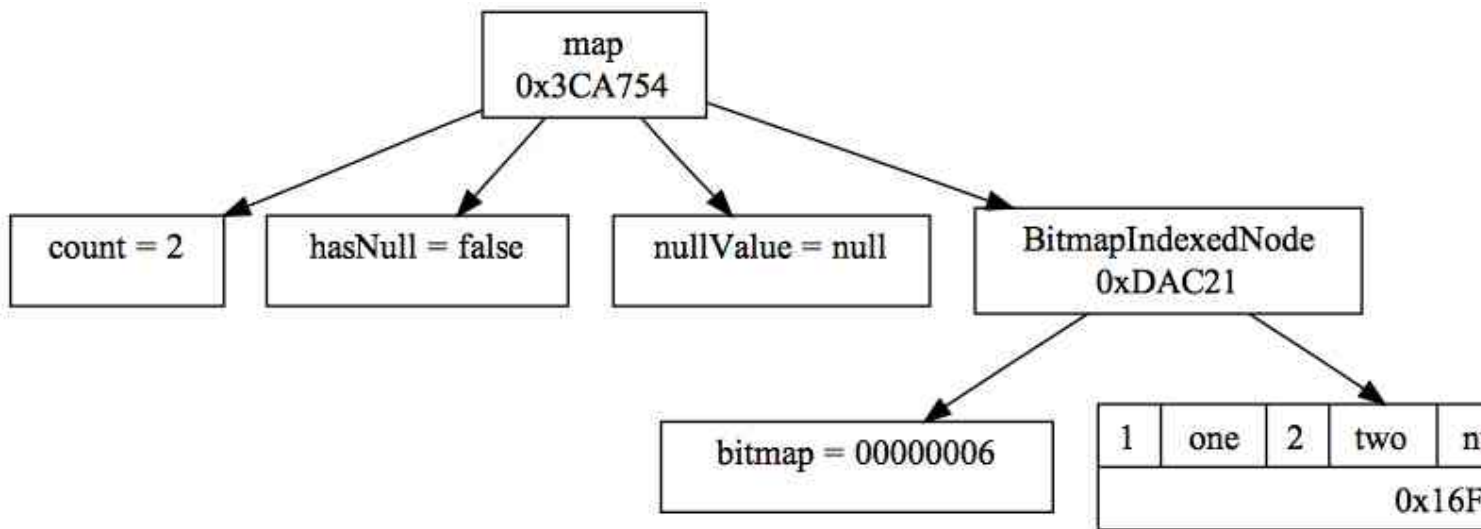 map
0x3CA754
count = 2
hasNull = false
nullValue = null
BitmapIndexedNode
0xDAC21
bitmap = 00000006
1 one 2 two